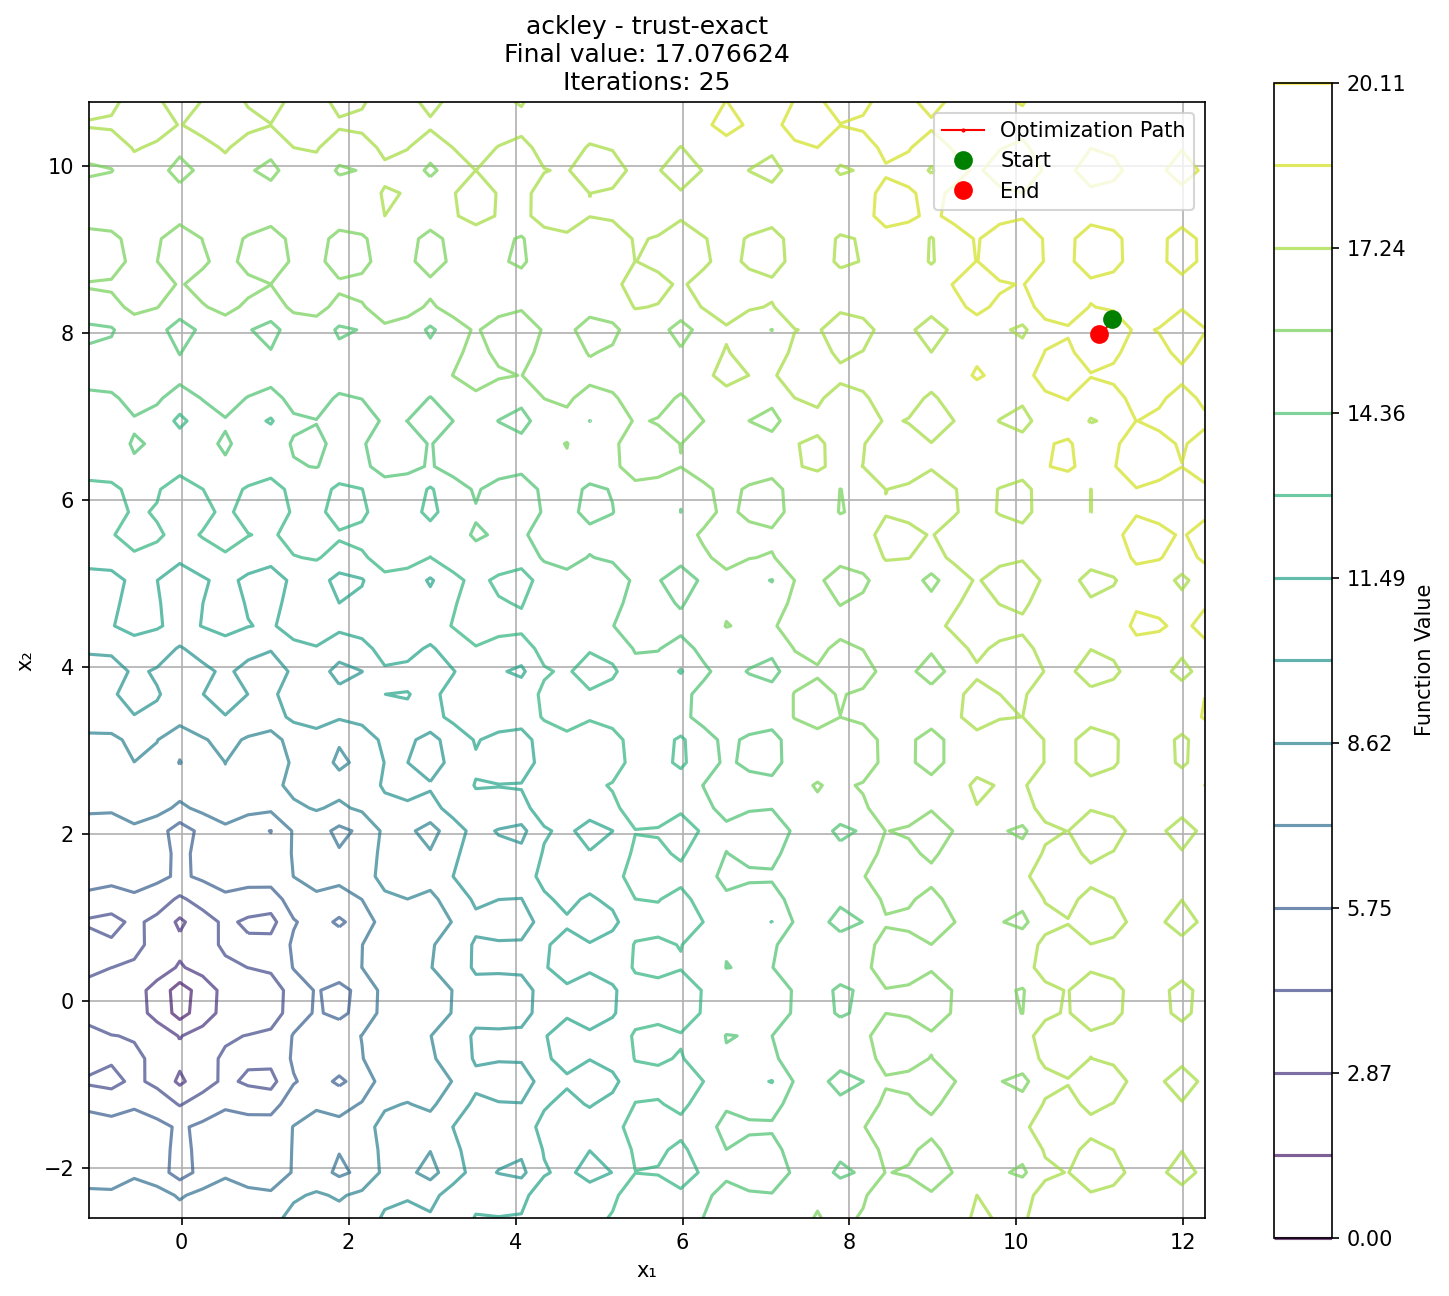 ackley - trust-exact
Final value: 17.076624
Iterations: 25
Optimization Path
Start
End
10
8
6
4
2
0
−2
x₂
0
2
4
6
8
10
12
x₁
20.11
17.24
14.36
11.49
8.62
5.75
2.87
0.00
Function Value